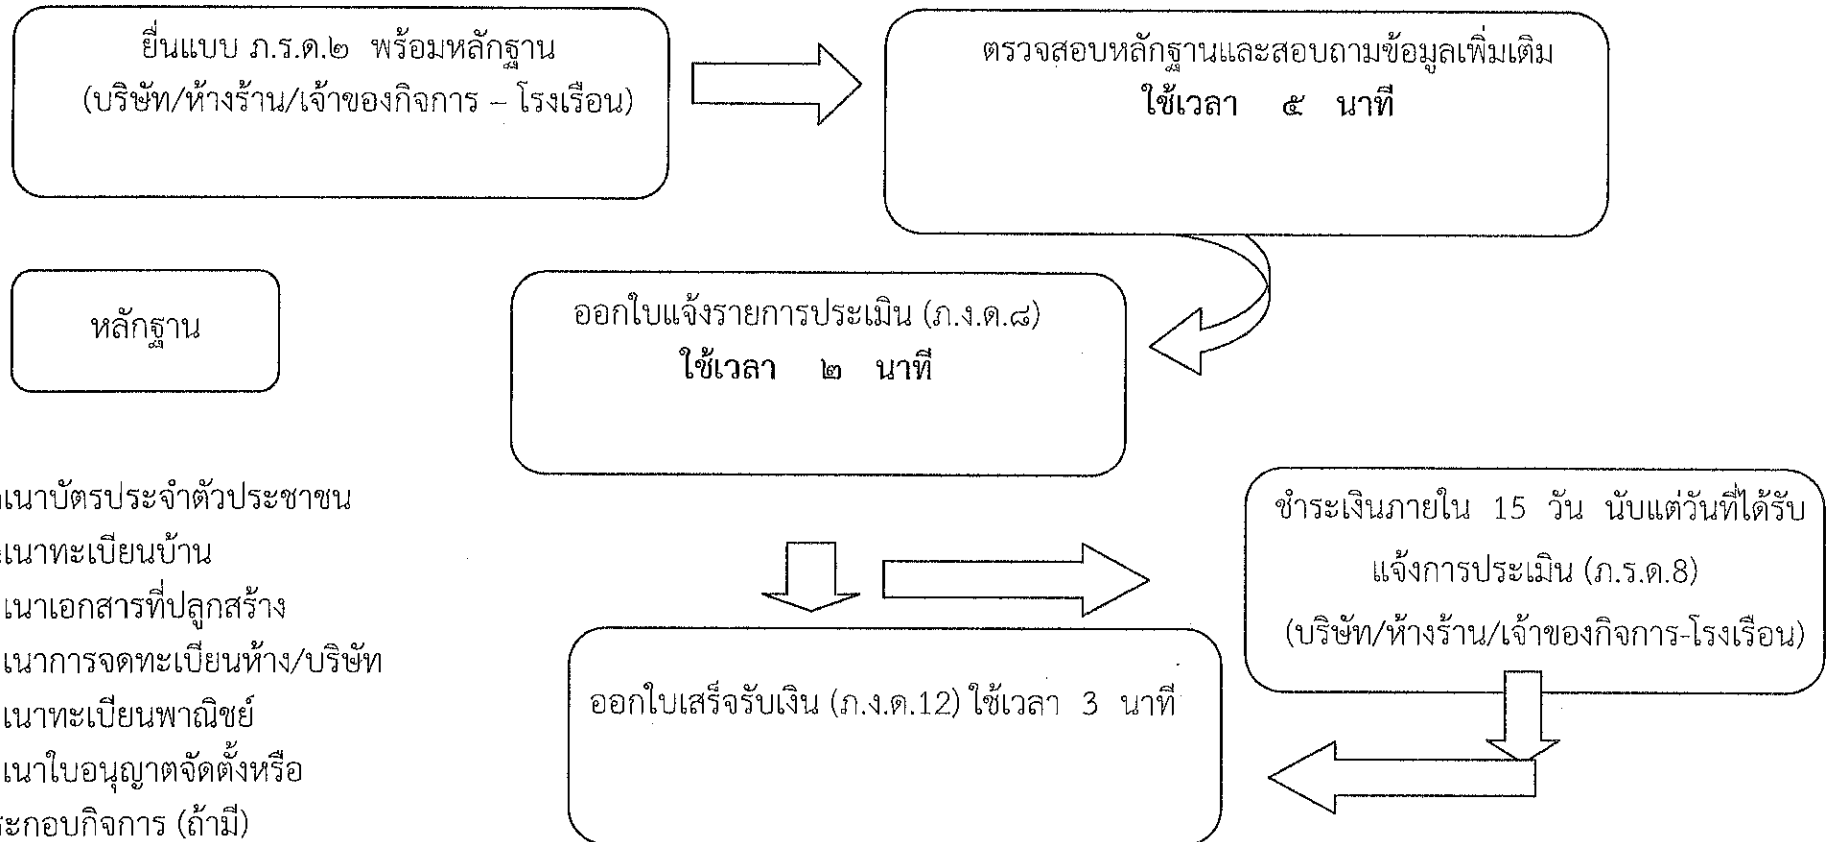 ยื่นแบบ ภ.ร.ด.๒ พร้อมหลักฐาน
(บริษัท/ห้างร้าน/เจ้าของกิจการ – โรงเรือน)
ตรวจสอบหลักฐานและสอบถามข้อมูลเพิ่มเติม
ใช้เวลา ๕ นาที
หลักฐาน
ออกใบแจ้งรายการประเมิน (ภ.ง.ด.๘)
ใช้เวลา ๒ นาที
เนาบัตรประจำตัวประชาชน
เนาทะเบียนบ้าน
เนาเอกสารที่ปลูกสร้าง
เนาการจดทะเบียนห้าง/บริษัท
เนาทะเบียนพาณิชย์
เนาใบอนุญาตจัดตั้งหรือ
ระกอบกิจการ (ถ้ามี)
ชำระเงินภายใน 15 วัน นับแต่วันที่ได้รับ
แจ้งการประเมิน (ภ.ร.ด.8)
(บริษัท/ห้างร้าน/เจ้าของกิจการ-โรงเรือน)
ออกใบเสร็จรับเงิน (ภ.ง.ด.12) ใช้เวลา 3 นาที